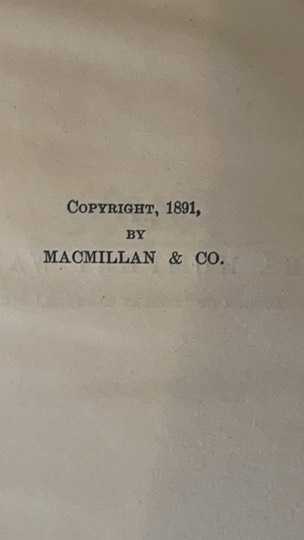 COPYRIGHT, 1891,
BY
MACMILLAN & CO.